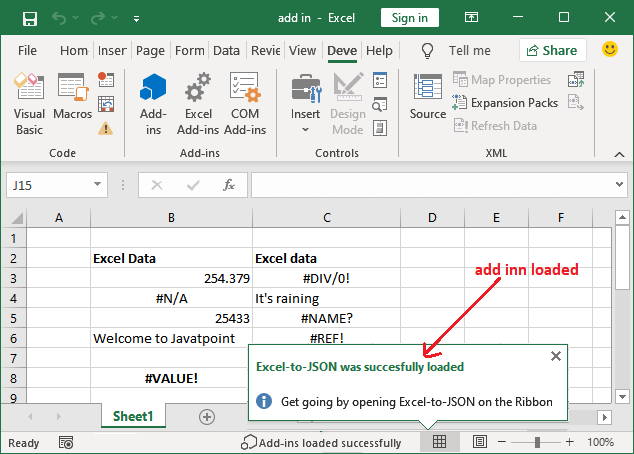 add in - Excel
Sign in
File Hom Inser Page Form Data Revie View Deve Help Tell me Share
Visual Basic
Macros
Add-ins
Excel Add-ins
COM Add-ins
Insert
Design Mode
Source
Map Properties
Expansion Packs
Refresh Data
Code Add-ins Controls XML
J15 fx
A B C D E F
1
2 Excel Data Excel data
3 254.379 #DIV/0!
add inn loaded
4 #N/A It's raining
5 25433 #NAME?
6 Welcome to Javatpoint #REF!
7
Excel-to-JSON was succesfully loaded
8 #VALUE!
Get going by opening Excel-to-JSON on the Ribbon
9
Sheet1
Ready Add-ins loaded successfully 100%